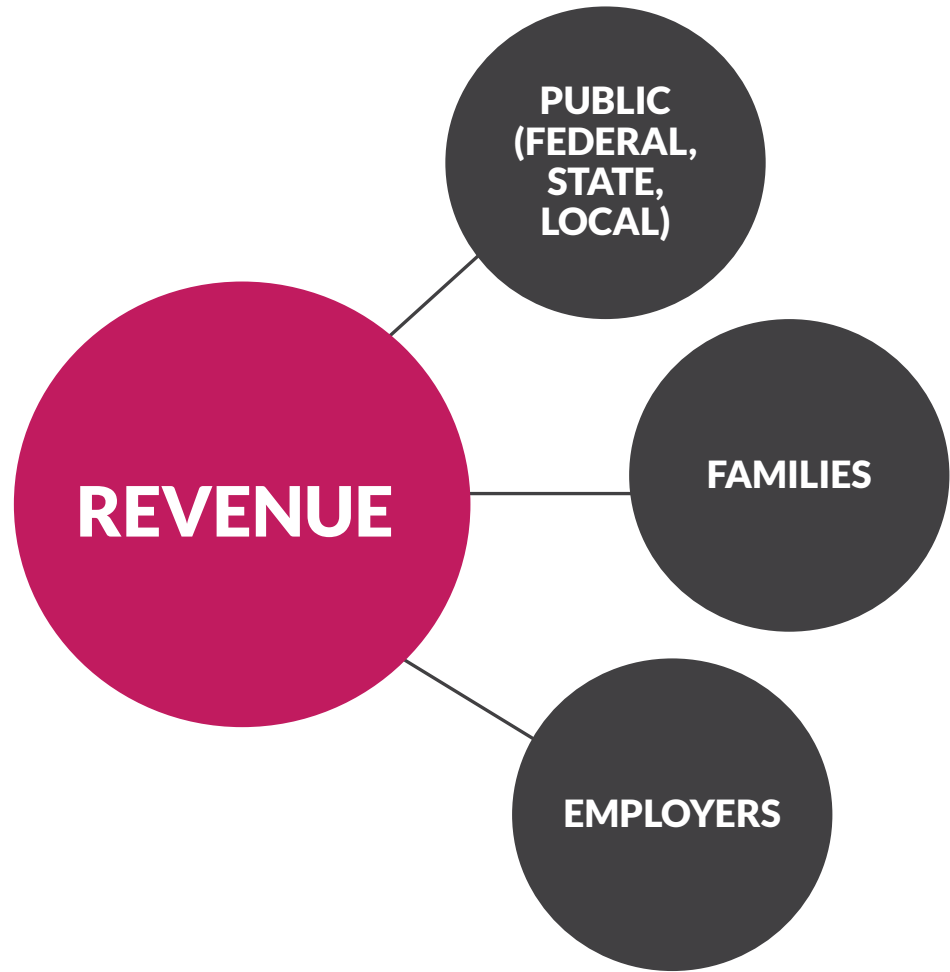 PUBLIC
(FEDERAL,
STATE,
LOCAL)
FAMILIES
REVENUE
EMPLOYERS